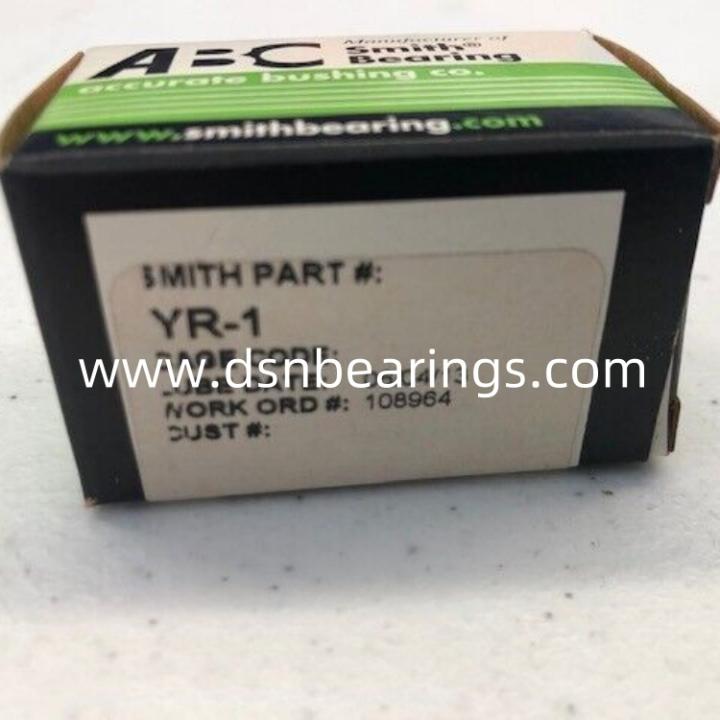 ABC
Manufacturer of
Smith® Bearing
accurate bushing co.
www.smithbearing.com
SMITH PART #:
YR-1
www.dsnbearings.com
WORK ORD #: 108964
CUST #: